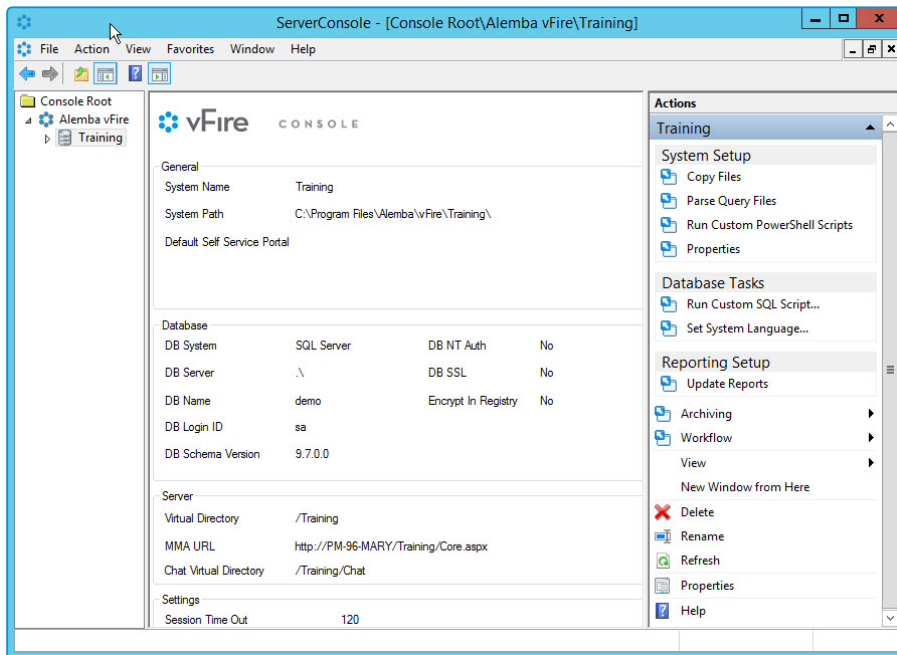 ServerConsole - [Console Root\Alemba vFire\Training]
File Action View Favorites Window Help
Console Root
Alemba vFire
Training
vFire CONSOLE
General
System Name Training
System Path C:\Program Files\Alemba\vFire\Training\
Default Self Service Portal
Database
DB System SQL Server DB NT Auth No
DB Server .\ DB SSL No
DB Name demo Encrypt In Registry No
DB Login ID sa
DB Schema Version 9.7.0.0
Server
Virtual Directory /Training
MMA URL http://PM-96-MARY/Training/Core.aspx
Chat Virtual Directory /Training/Chat
Settings
Session Time Out 120
Actions
Training
System Setup
Copy Files
Parse Query Files
Run Custom PowerShell Scripts
Properties
Database Tasks
Run Custom SQL Script...
Set System Language...
Reporting Setup
Update Reports
Archiving
Workflow
View
New Window from Here
Delete
Rename
Refresh
Properties
Help